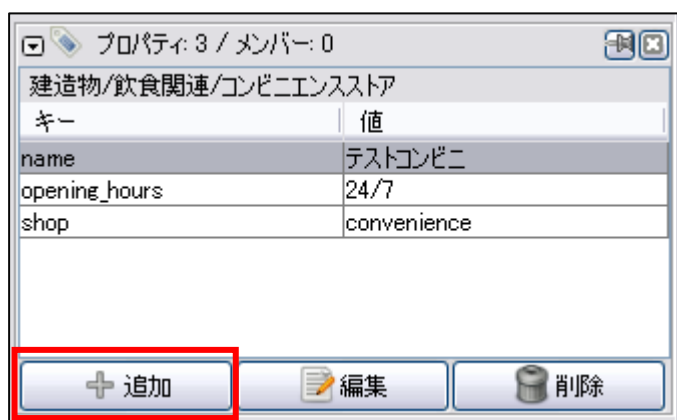 プロパティ: 3 / メンバー: 0
建造物/飲食関連/コンビニエンスストア
キー 値
name テストコンビニ
opening_hours 24/7
shop convenience
追加 編集 削除